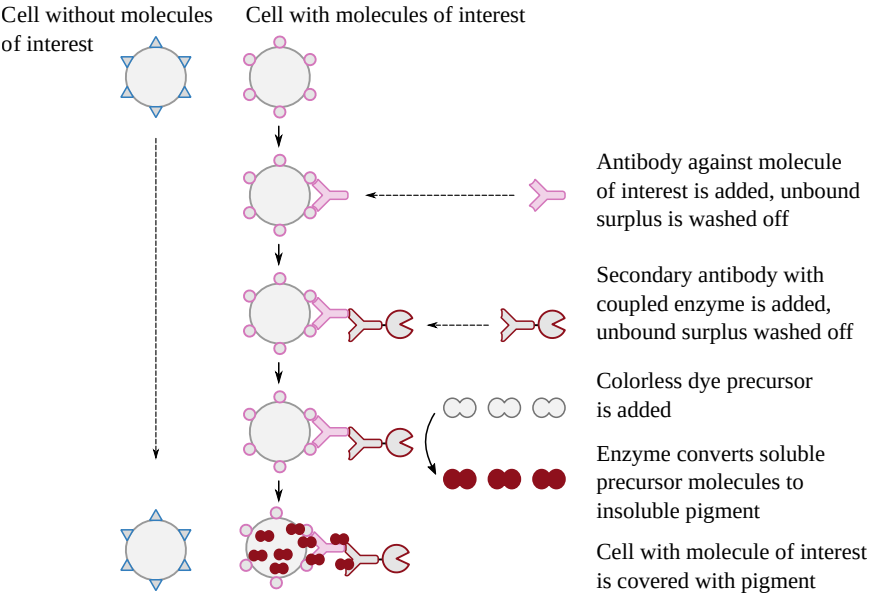 Cell without molecules
of interest
Cell with molecules of interest
Antibody against molecule
of interest is added, unbound
surplus is washed off
Secondary antibody with
coupled enzyme is added,
unbound surplus washed off
Colorless dye precursor
is added
Enzyme converts soluble
precursor molecules to
insoluble pigment
Cell with molecule of interest
is covered with pigment